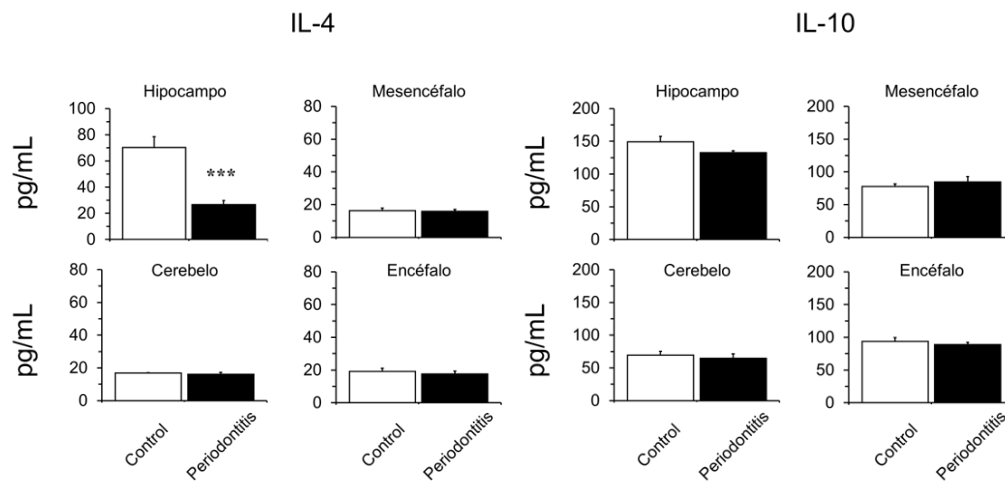 IL-4
IL-10
Hipocampo
Mesencéfalo
Hipocampo
Mesencéfalo
pg/mL
100
80
60
40
20
0
***
80
60
40
20
0
pg/mL
200
150
100
50
0
200
150
100
50
0
Cerebelo
Encéfalo
Cerebelo
Encéfalo
pg/mL
80
60
40
20
0
80
60
40
20
0
pg/mL
200
150
100
50
0
200
150
100
50
0
Control
Periodontitis
Control
Periodontitis
Control
Periodontitis
Control
Periodontitis